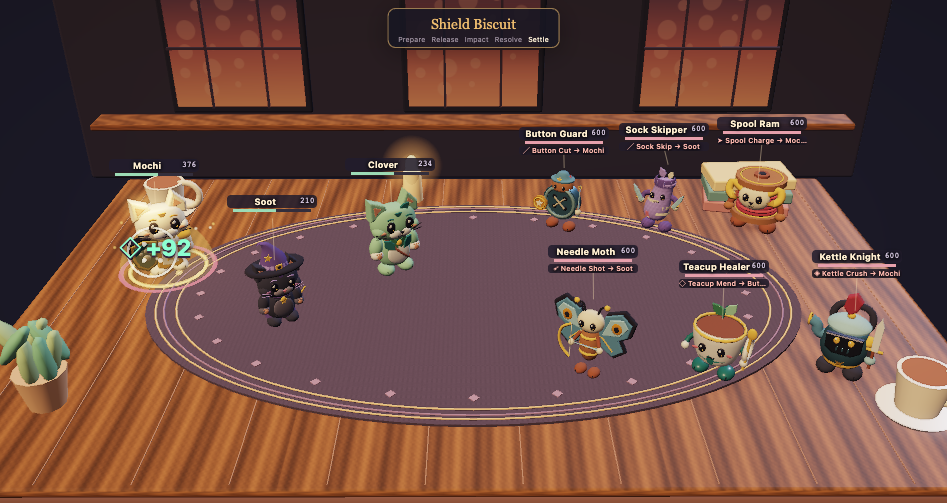 Shield Biscuit
Prepare Release Impact Resolve Settle
Mochi 376
+92
Soot 210
Clover 234
Button Guard 600
Button Cut → Mochi
Sock Skipper 600
Sock Skip → Soot
Spool Ram 600
Spool Charge → Moc...
Needle Moth 600
Needle Shot → Soot
Teacup Healer 600
Teacup Mend → But...
Kettle Knight 600
Kettle Crush → Mochi